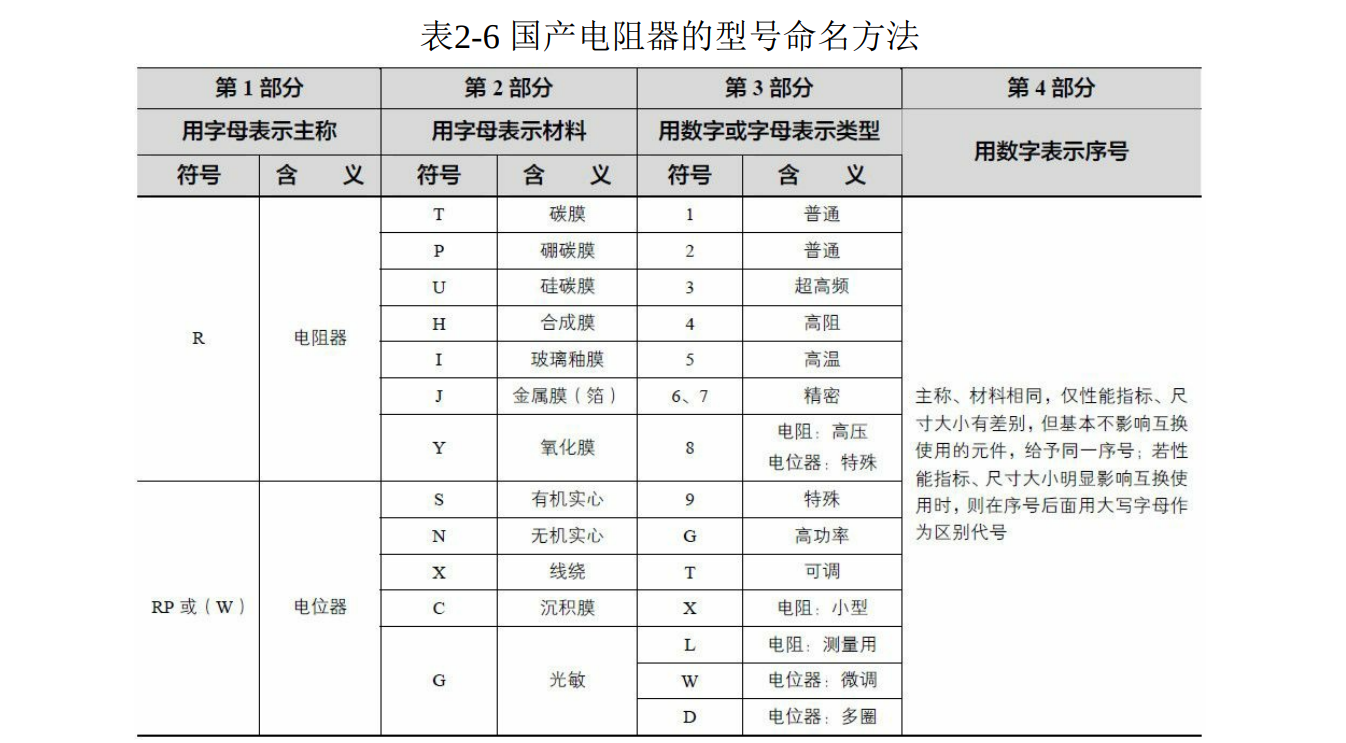 表2-6 国产电阻器的型号命名方法
第 1 部分 第 2 部分 第 3 部分 第 4 部分
用字母表示主称 用字母表示材料 用数字或字母表示类型 用数字表示序号
符号 含 义 符号 含 义 符号 含 义
R 电阻器
T 碳膜 1 普通
P 硼碳膜 2 普通
U 硅碳膜 3 超高频
H 合成膜 4 高阻
I 玻璃釉膜 5 高温
J 金属膜（箔） 6、7 精密
Y 氧化膜 8 电阻：高压
电位器：特殊
RP 或（W） 电位器
S 有机实心 9 特殊
N 无机实心 G 高功率
X 线绕 T 可调
C 沉积膜 X 电阻：小型
G 光敏 L 电阻：测量用
W 电位器：微调
D 电位器：多圈
主称、材料相同，仅性能指标、尺
寸大小有差别，但基本不影响互换
使用的元件，给予同一序号；若性
能指标、尺寸大小明显影响互换使
用时，则在序号后面用大写字母作
为区别代号